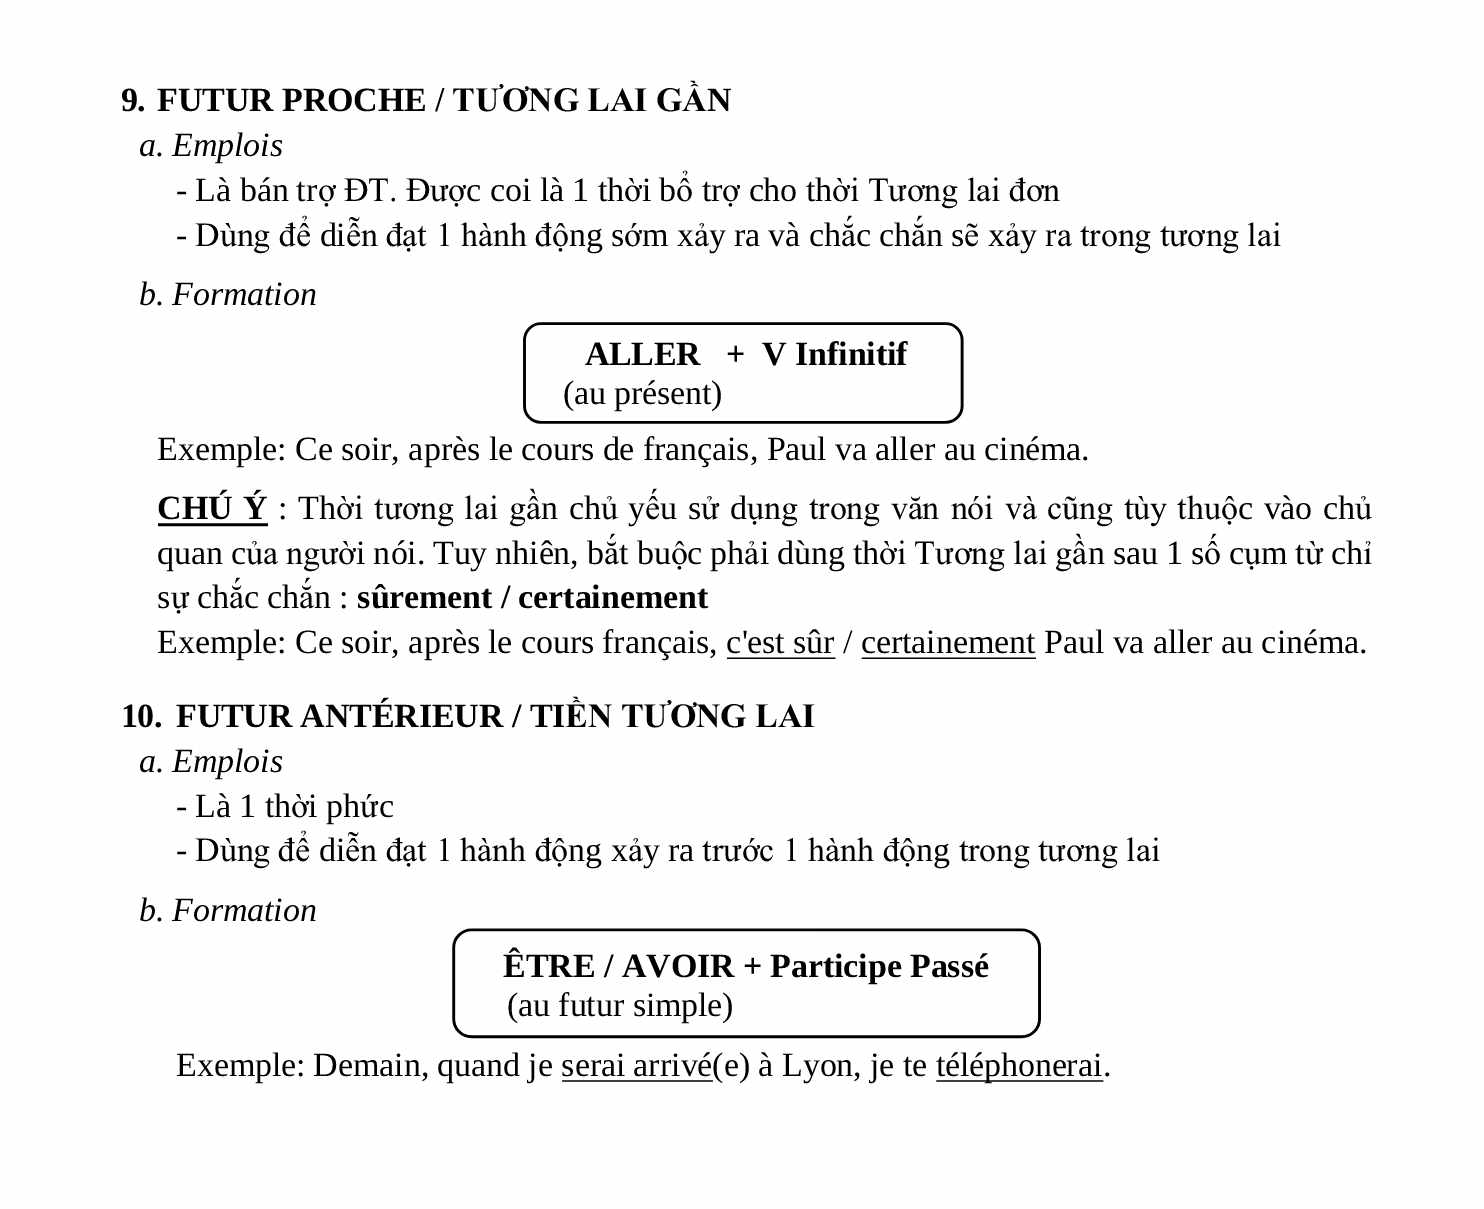 9. FUTUR PROCHE / TƯƠNG LAI GẦN
a. Emplois
- Là bán trợ ĐT. Được coi là 1 thời bổ trợ cho thời Tương lai đơn
- Dùng để diễn đạt 1 hành động sớm xảy ra và chắc chắn sẽ xảy ra trong tương lai
b. Formation
ALLER + V Infinitif
(au présent)
Exemple: Ce soir, après le cours de français, Paul va aller au cinéma.
CHÚ Ý : Thời tương lai gần chủ yếu sử dụng trong văn nói và cũng tùy thuộc vào chủ
quan của người nói. Tuy nhiên, bắt buộc phải dùng thời Tương lai gần sau 1 số cụm từ chỉ
sự chắc chắn : sûrement / certainement
Exemple: Ce soir, après le cours français, c'est sûr / certainement Paul va aller au cinéma.
10. FUTUR ANTÉRIEUR / TIỀN TƯƠNG LAI
a. Emplois
- Là 1 thời phức
- Dùng để diễn đạt 1 hành động xảy ra trước 1 hành động trong tương lai
b. Formation
ÊTRE / AVOIR + Participe Passé
(au futur simple)
Exemple: Demain, quand je serai arrivé(e) à Lyon, je te téléphonerai.